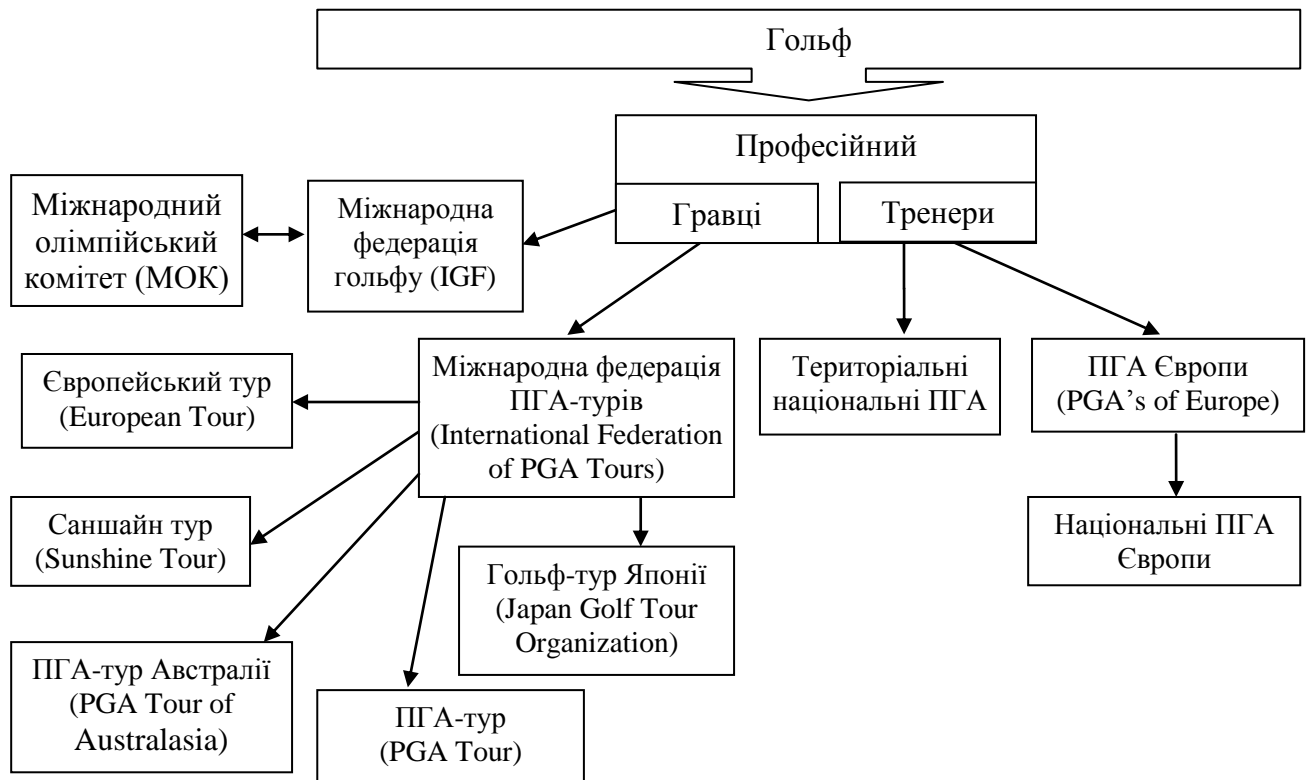 Гольф
Професійний
Гравці
Тренери
Міжнародний
олімпійський
комітет (МОК)
Міжнародна
федерація
гольфу (IGF)
Європейський тур
(European Tour)
Міжнародна федерація
ПГА-турів
(International Federation
of PGA Tours)
Територіальні
національні ПГА
ПГА Європи
(PGA’s of Europe)
Саншайн тур
(Sunshine Tour)
Гольф-тур Японії
(Japan Golf Tour
Organization)
Національні ПГА
Європи
ПГА-тур Австралії
(PGA Tour of
Australasia)
ПГА-тур
(PGA Tour)